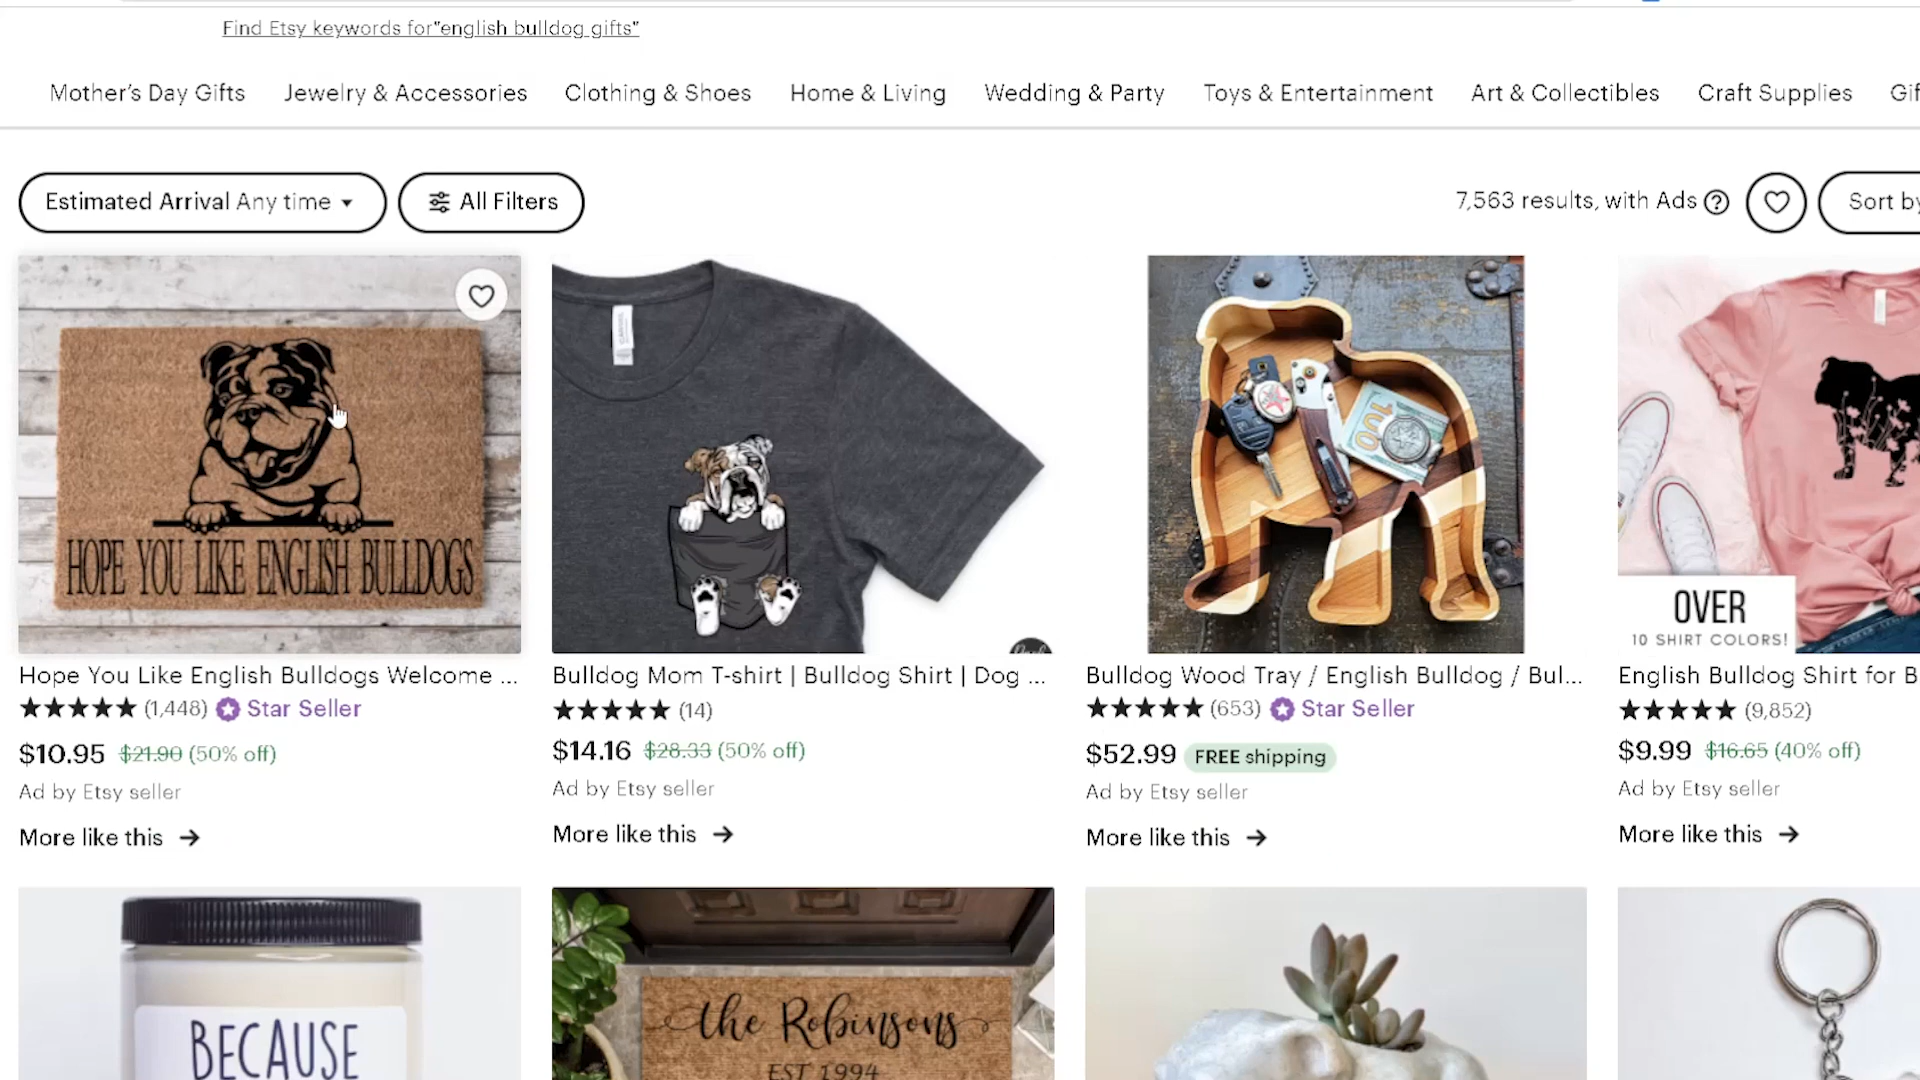 Find Etsy keywords for"english bulldog gifts"
Mother's Day Gifts Jewelry & Accessories Clothing & Shoes Home & Living Wedding & Party Toys & Entertainment Art & Collectibles Craft Supplies
Estimated Arrival Any time All Filters 7,563 results, with Ads ? Sort by
HOPE YOU LIKE ENGLISH BULLDOGS
CANVAS
100
OVER
10 SHIRT COLORS!
Hope You Like English Bulldogs Welcome ...
(1,448) Star Seller
$10.95 $21.90 (50% off)
Ad by Etsy seller
More like this →
Bulldog Mom T-shirt | Bulldog Shirt | Dog ...
(14)
$14.16 $28.33 (50% off)
Ad by Etsy seller
More like this →
Bulldog Wood Tray / English Bulldog / Bul...
(653) Star Seller
$52.99 FREE shipping
Ad by Etsy seller
More like this →
English Bulldog Shirt for B
(9,852)
$9.99 $16.65 (40% off)
Ad by Etsy seller
More like this →
BECAUSE
the Robinsons
EST 1994